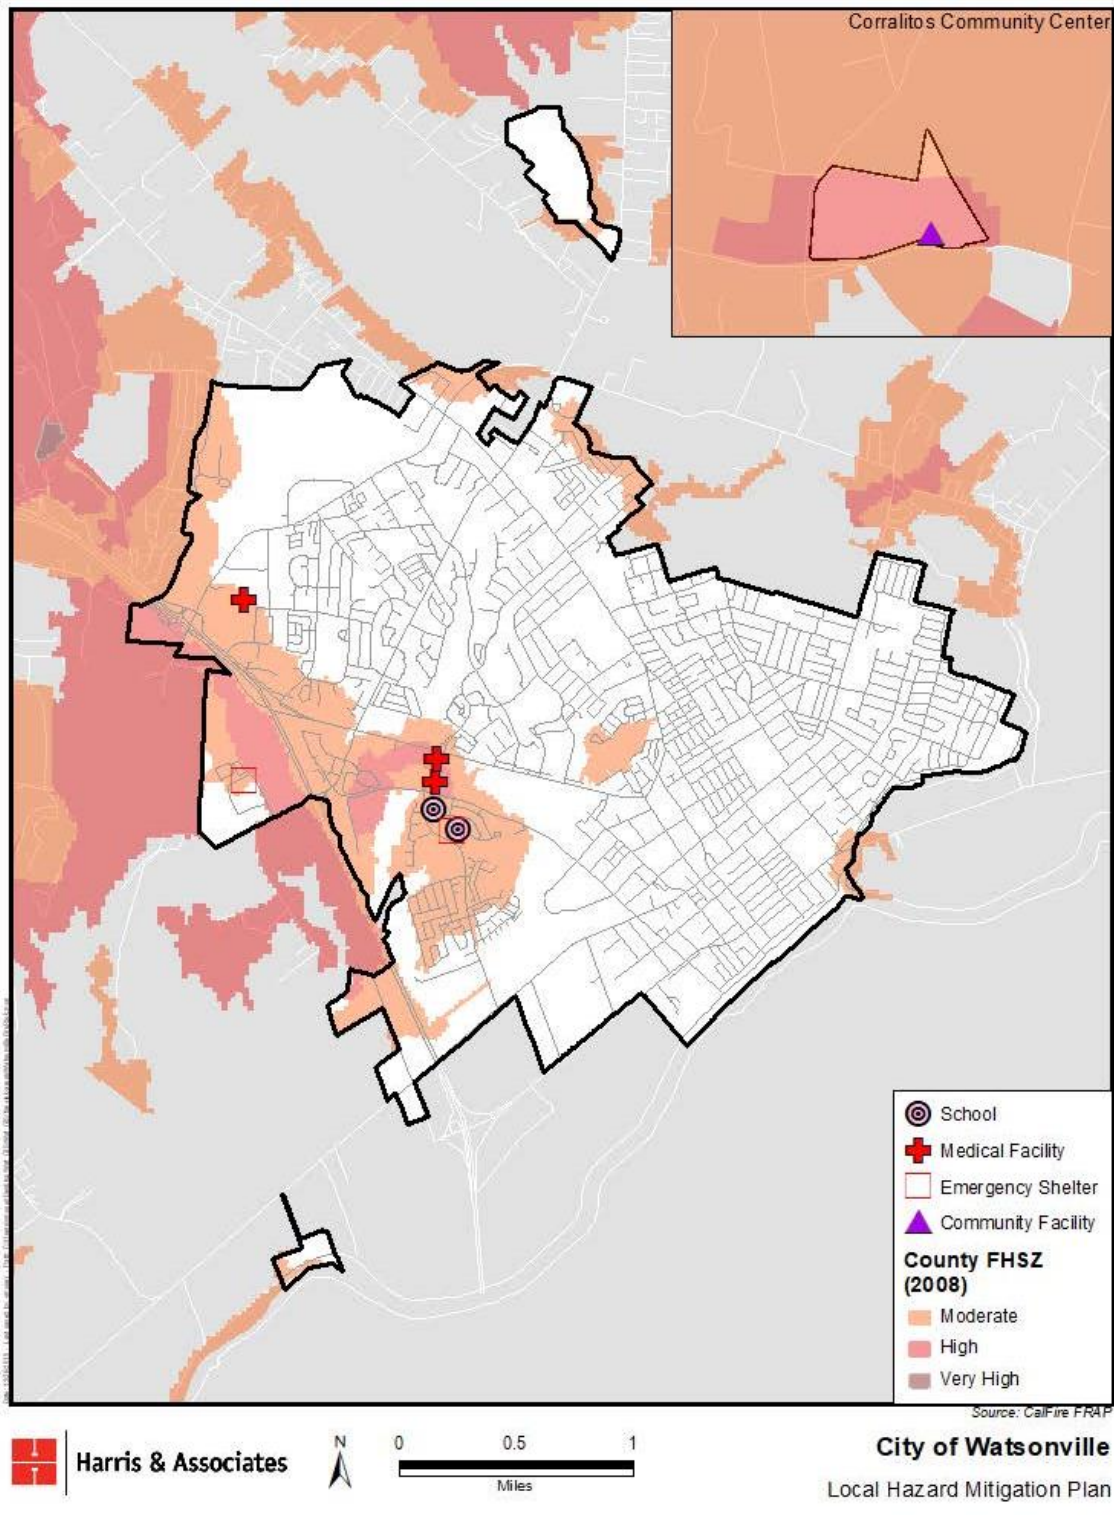 Corralitos Community Center
School
Medical Facility
Emergency Shelter
Community Facility
County FHSZ
(2008)
Moderate
High
Very High
Source: CalFire FRAP
Harris & Associates
N
0 0.5 1
Miles
City of Watsonville
Local Hazard Mitigation Plan